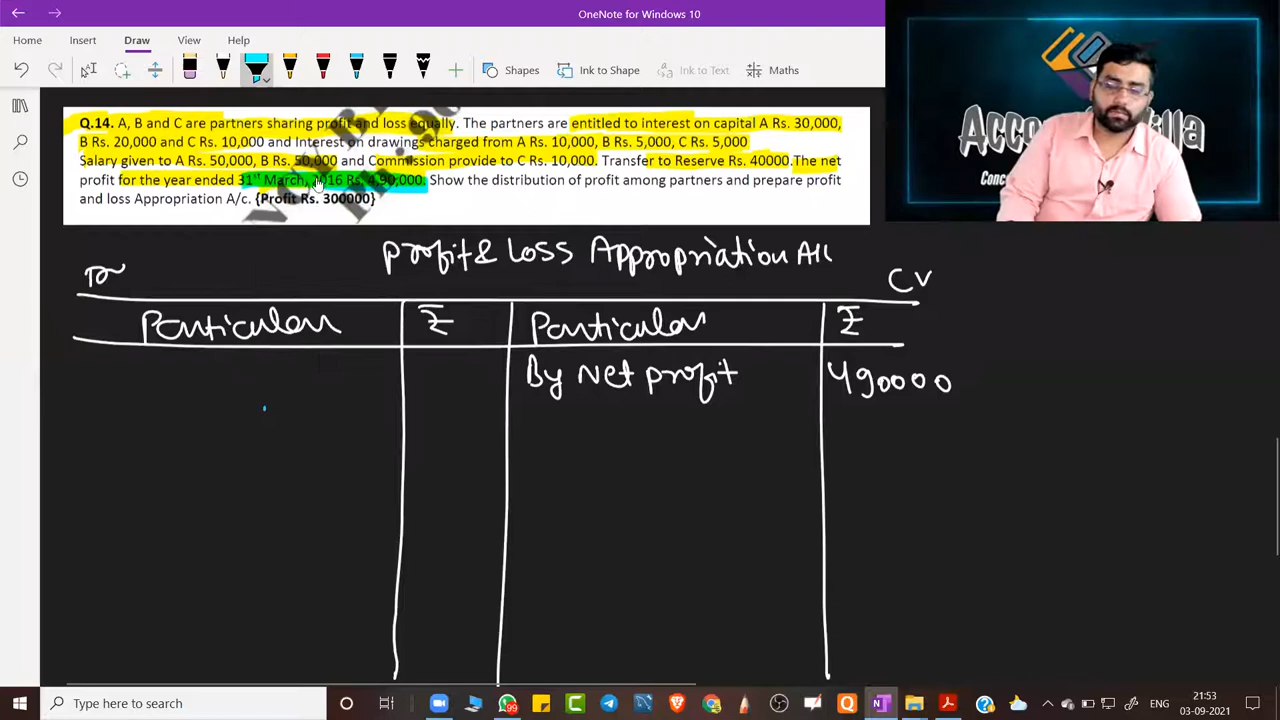 OneNote for Windows 10
Home Insert Draw View Help
Shapes Ink to Shape Ink to Text Maths
Q.14. A, B and C are partners sharing profit and loss equally. The partners are entitled to interest on capital A Rs. 30,000,
B Rs. 20,000 and C Rs. 10,000 and Interest on drawings charged from A Rs. 10,000, B Rs. 5,000, C Rs. 5,000
Salary given to A Rs. 50,000, B Rs. 50,000 and Commission provide to C Rs. 10,000. Transfer to Reserve Rs. 40000.The net
profit for the year ended 31st March, 2016 Rs. 4,90,000. Show the distribution of profit among partners and prepare profit
and loss Appropriation A/c. {Profit Rs. 300000}
Profit & Loss Appropriation A/c
Dr Cr
Particulars ₹ Particulars ₹
By Net profit 490000
Type here to search
99
ENG
21:53
03-09-2021